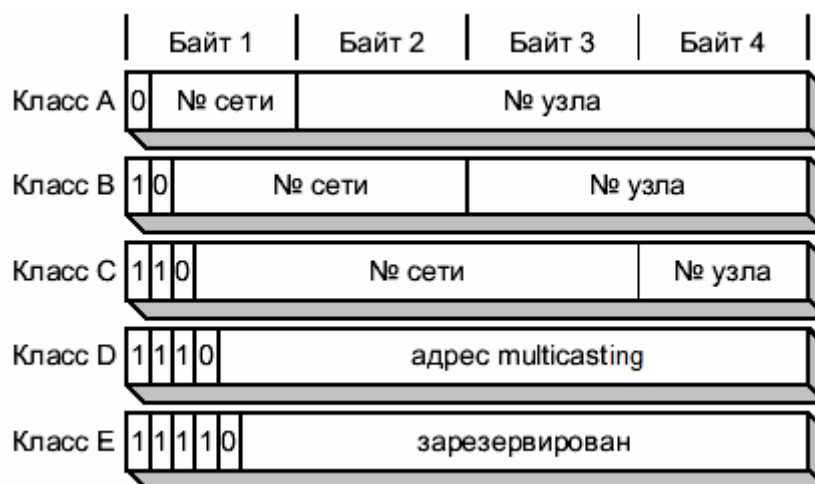 Байт 1 Байт 2 Байт 3 Байт 4
Класс A 0 № сети № узла
Класс B 1 0 № сети № узла
Класс C 1 1 0 № сети № узла
Класс D 1 1 1 0 адрес multicasting
Класс E 1 1 1 1 0 зарезервирован